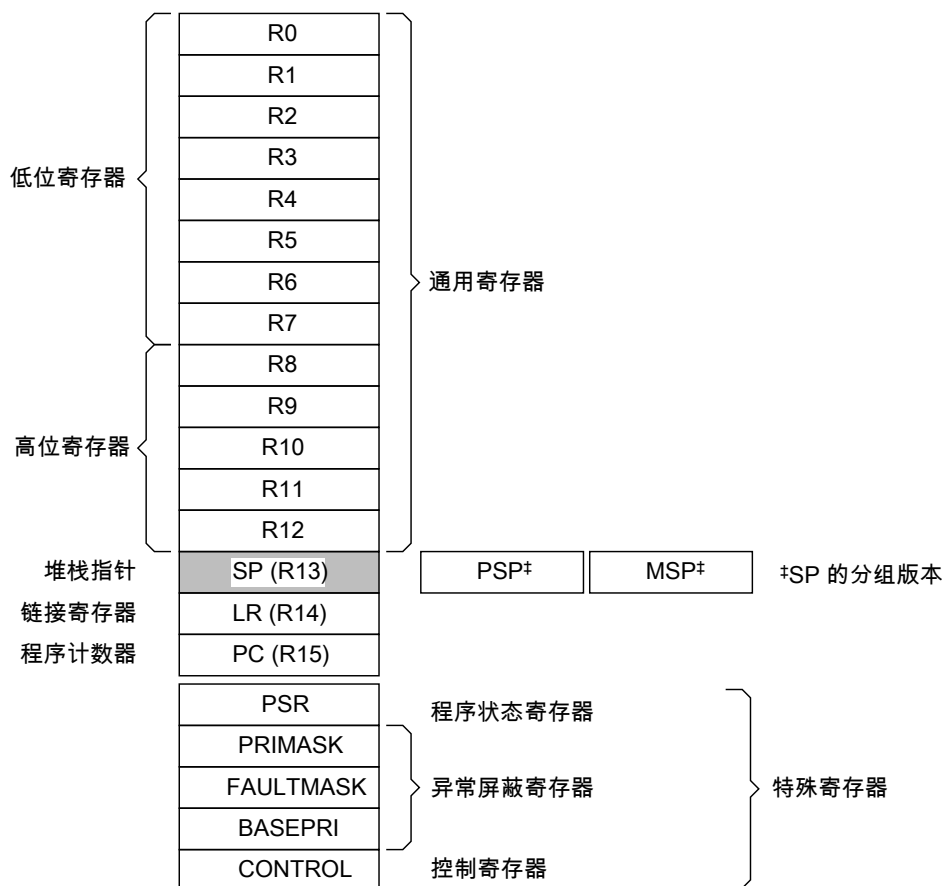 R0
R1
R2
低位寄存器
R3
R4
R5
R6
通用寄存器
R7
R8
R9
高位寄存器
R10
R11
R12
堆栈指针 SP (R13) PSP‡ MSP‡ ‡SP 的分组版本
链接寄存器 LR (R14)
程序计数器 PC (R15)
PSR 程序状态寄存器
PRIMASK
FAULTMASK 异常屏蔽寄存器 特殊寄存器
BASEPRI
CONTROL 控制寄存器